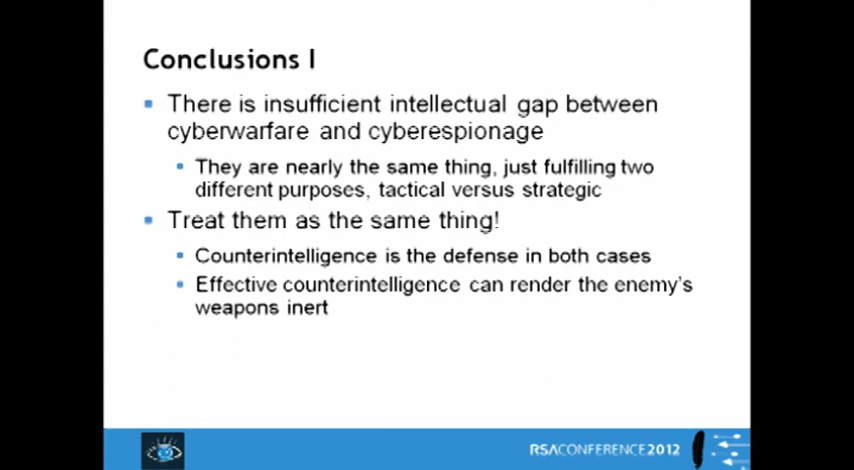 Conclusions I
There is insufficient intellectual gap between
cyberwarfare and cyberespionage
They are nearly the same thing, just fulfilling two
different purposes, tactical versus strategic
Treat them as the same thing!
Counterintelligence is the defense in both cases
Effective counterintelligence can render the enemy's
weapons inert
RSACONFERENCE2012